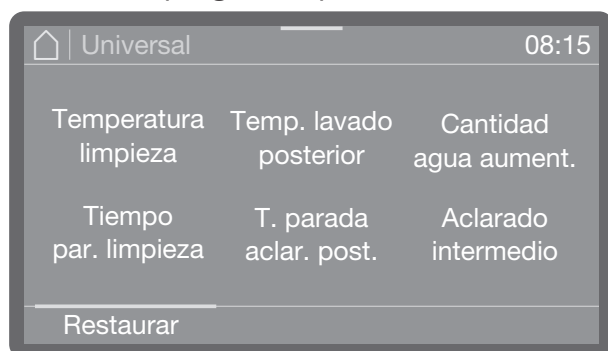 Universal 08:15
Temperatura limpieza
Temp. lavado posterior
Cantidad agua aument.
Tiempo par. limpieza
T. parada aclar. post.
Aclarado intermedio
Restaurar